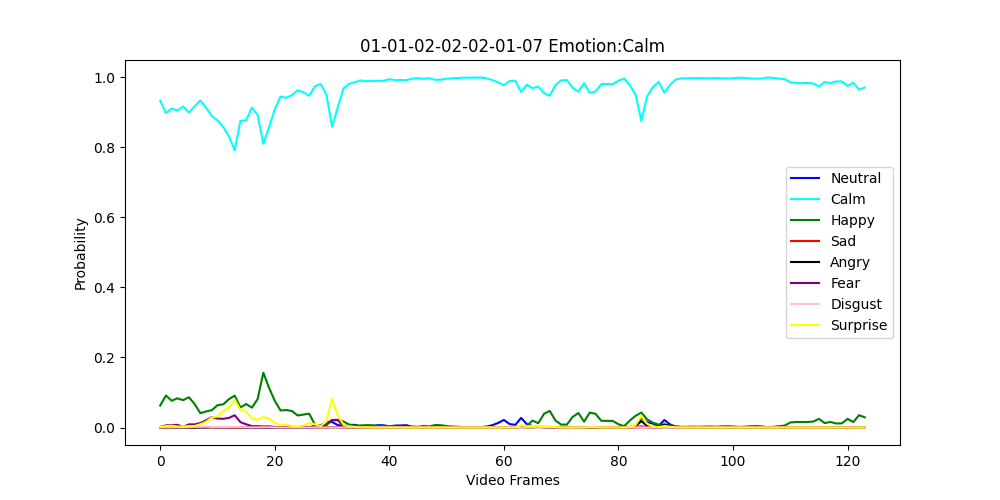 01-01-02-02-02-01-07 Emotion:Calm
Probability
1.0
0.8
0.6
0.4
0.2
0.0
0 20 40 60 80 100 120
Video Frames
Neutral
Calm
Happy
Sad
Angry
Fear
Disgust
Surprise